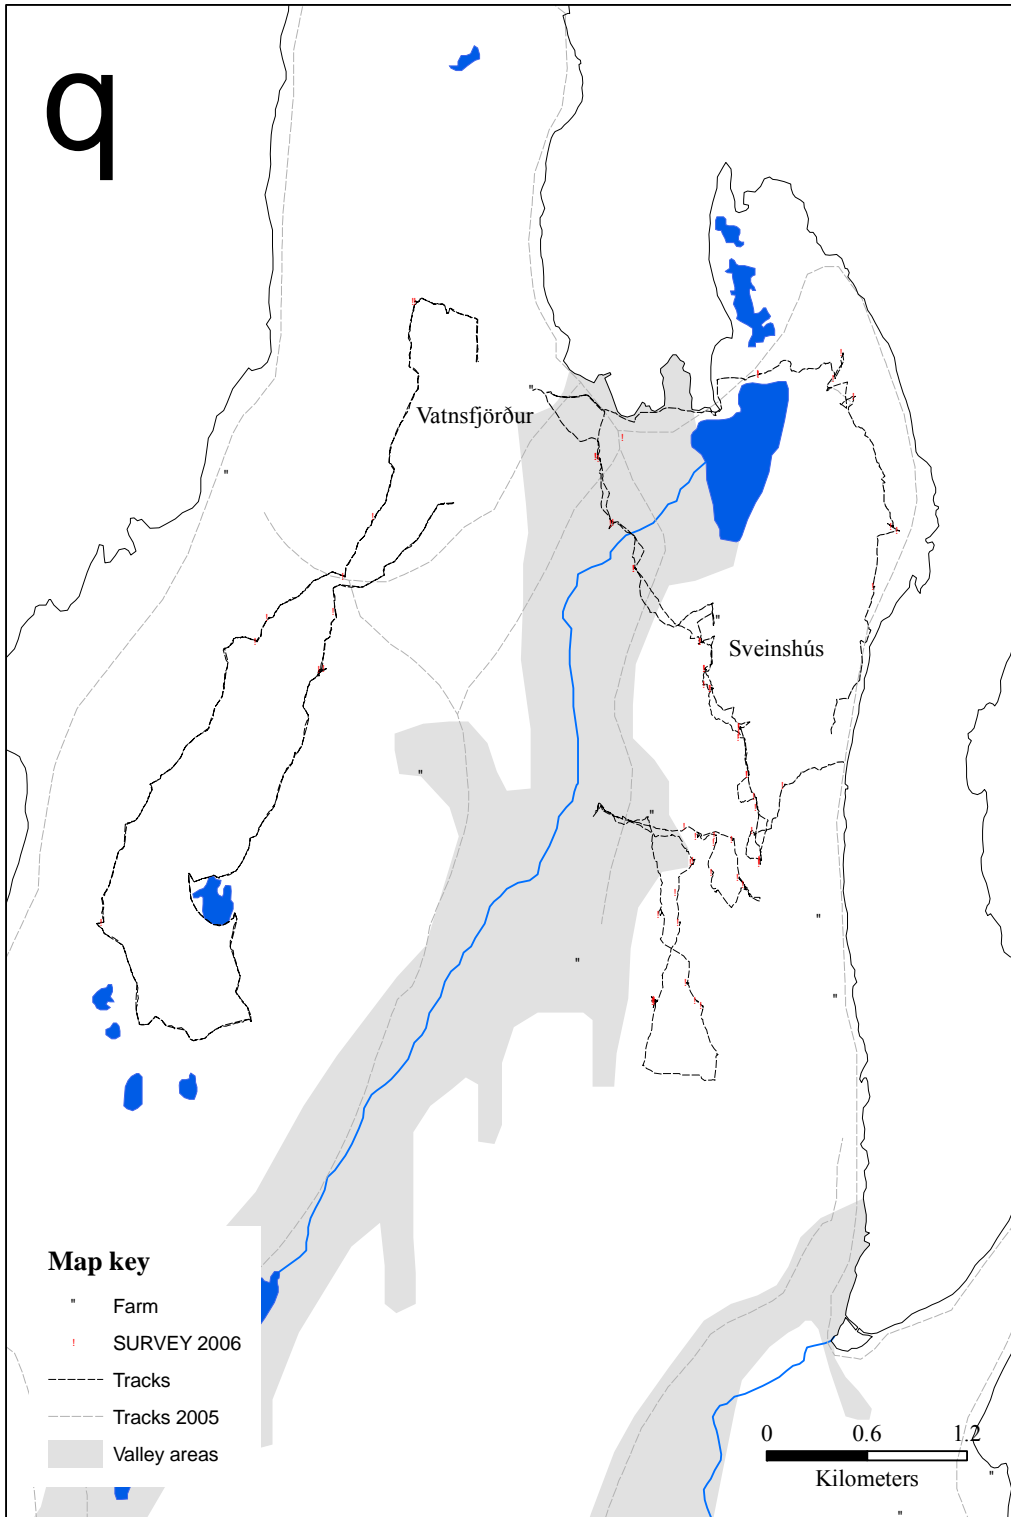 q
Vatnsfjörður
Sveinshús
Map key
" Farm
! SURVEY 2006
Tracks
Tracks 2005
Valley areas
0 0.6 1.2
Kilometers